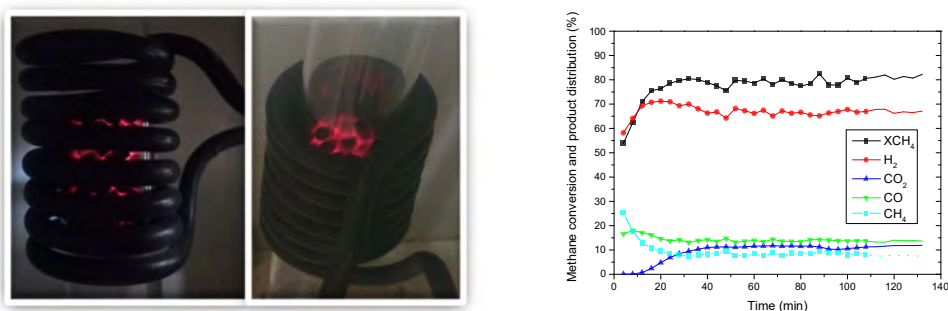 Methane conversion and product distribution (%)
100
90
80
70
60
50
40
30
20
10
0
XCH₄
H₂
CO₂
CO
CH₄
0 20 40 60 80 100 120 140
Time (min)